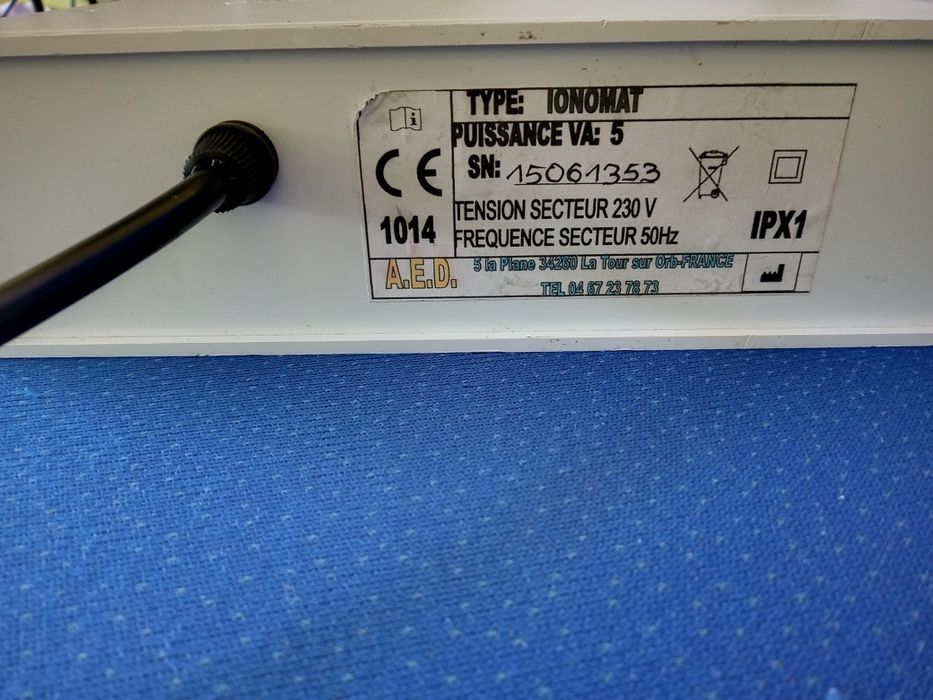 TYPE: IONOMAT
PUISSANCE VA: 5
SN: 15061353
CE
1014
TENSION SECTEUR 230 V
FREQUENCE SECTEUR 50Hz
IPX1
A.E.D.
5 la Plane 34260 La Tour sur Orb-FRANCE
TEL 04 67 23 78 73